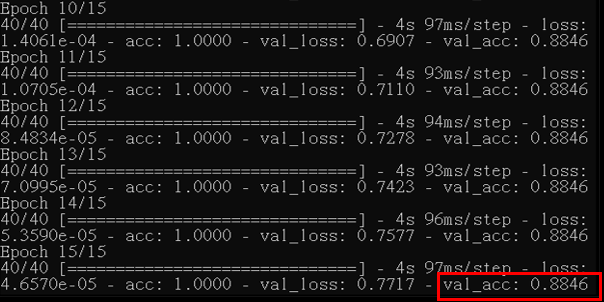 Epoch 10/15
40/40 [==============================] - 4s 97ms/step - loss:
1.4061e-04 - acc: 1.0000 - val_loss: 0.6907 - val_acc: 0.8846
Epoch 11/15
40/40 [==============================] - 4s 93ms/step - loss:
1.0705e-04 - acc: 1.0000 - val_loss: 0.7110 - val_acc: 0.8846
Epoch 12/15
40/40 [==============================] - 4s 94ms/step - loss:
8.4834e-05 - acc: 1.0000 - val_loss: 0.7278 - val_acc: 0.8846
Epoch 13/15
40/40 [==============================] - 4s 93ms/step - loss:
7.0995e-05 - acc: 1.0000 - val_loss: 0.7423 - val_acc: 0.8846
Epoch 14/15
40/40 [==============================] - 4s 96ms/step - loss:
5.3590e-05 - acc: 1.0000 - val_loss: 0.7577 - val_acc: 0.8846
Epoch 15/15
40/40 [==============================] - 4s 97ms/step - loss:
4.6570e-05 - acc: 1.0000 - val_loss: 0.7717 - val_acc: 0.8846